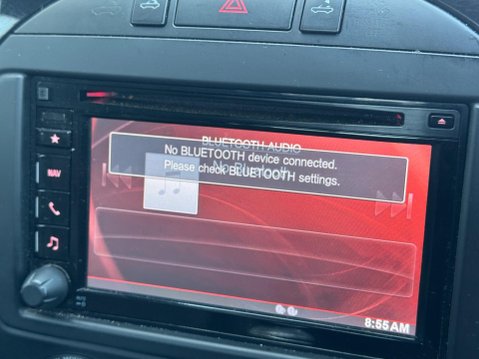 BLUETOOTH AUDIO
No BLUETOOTH device connected.
Please check BLUETOOTH settings.
NAV
8:55AM